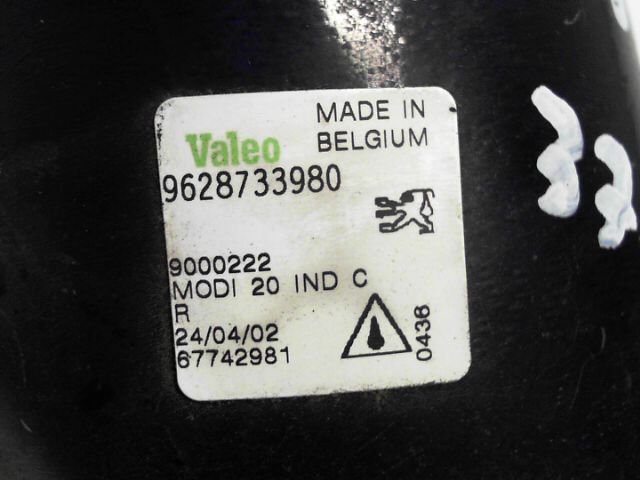 MADE IN
BELGIUM
Valeo
9628733980
9000222
MODI 20 IND C
R
24/04/02
67742981
0436